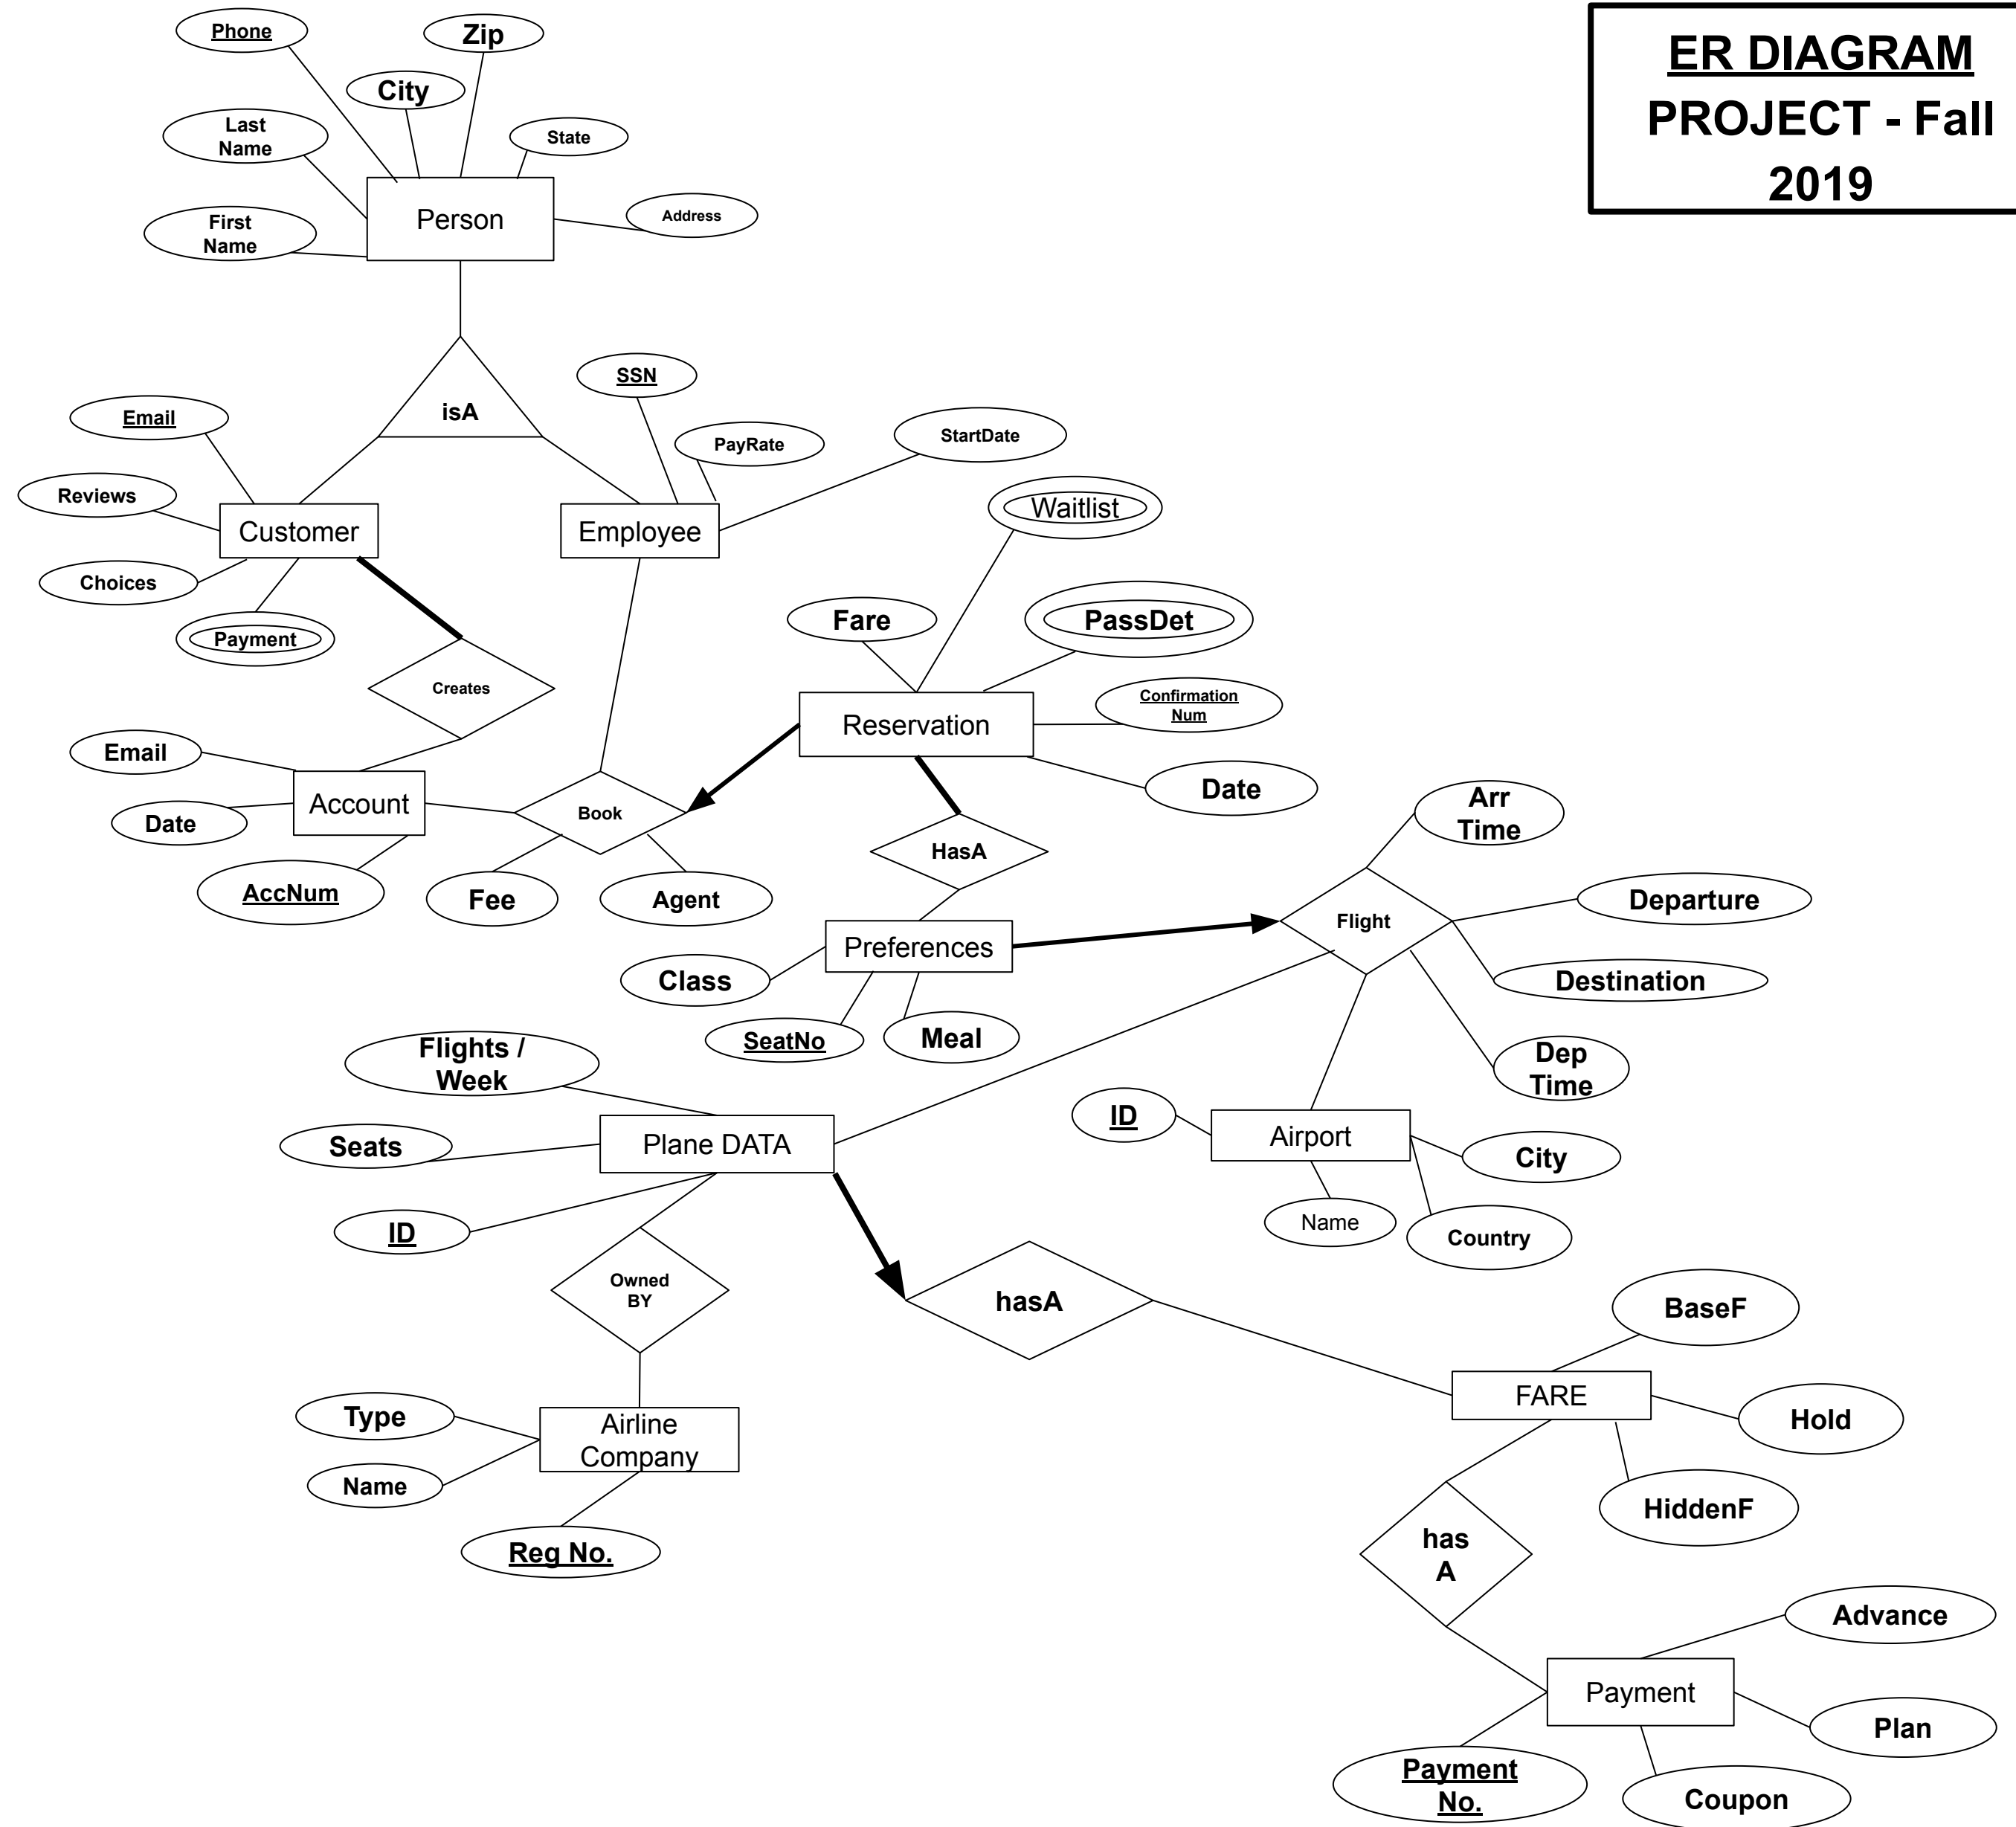 ER DIAGRAM
PROJECT - Fall
2019
Phone
Zip
City
Last
Name
State
First
Name
Person
Address
isA
SSN
Email
PayRate
StartDate
Reviews
Waitlist
Customer
Employee
Choices
Payment
Fare
PassDet
Creates
Confirmation
Num
Reservation
Email
Date
Account
Date
Book
Arr
Time
HasA
AccNum
Fee
Agent
Departure
Flight
Preferences
Class
Destination
SeatNo
Meal
Flights /
Week
Dep
Time
ID
Seats
Plane DATA
Airport
City
ID
Name
Country
Owned
BY
hasA
BaseF
FARE
Type
Airline
Company
Hold
Name
HiddenF
Reg No.
has
A
Advance
Payment
Plan
Payment
No.
Coupon